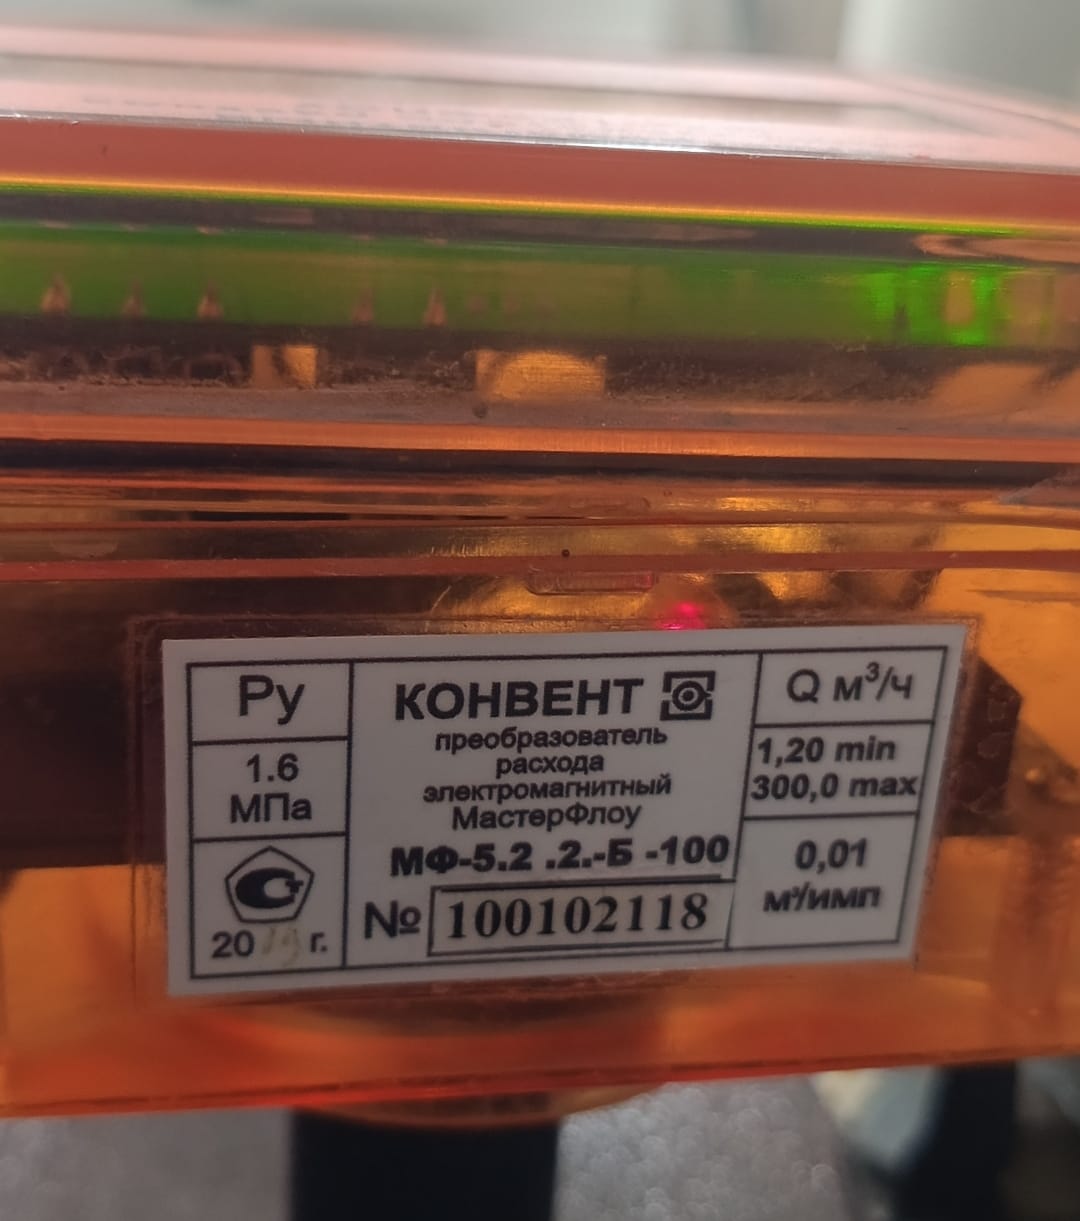 Ру
1.6
МПа
20 19 г.
КОНВЕНТ
преобразователь
расхода
электромагнитный
МастерФлоу
МФ-5.2 .2.-Б -100
№ 100102118
Q м³/ч
1,20 min
300,0 max
0,01
м³/имп